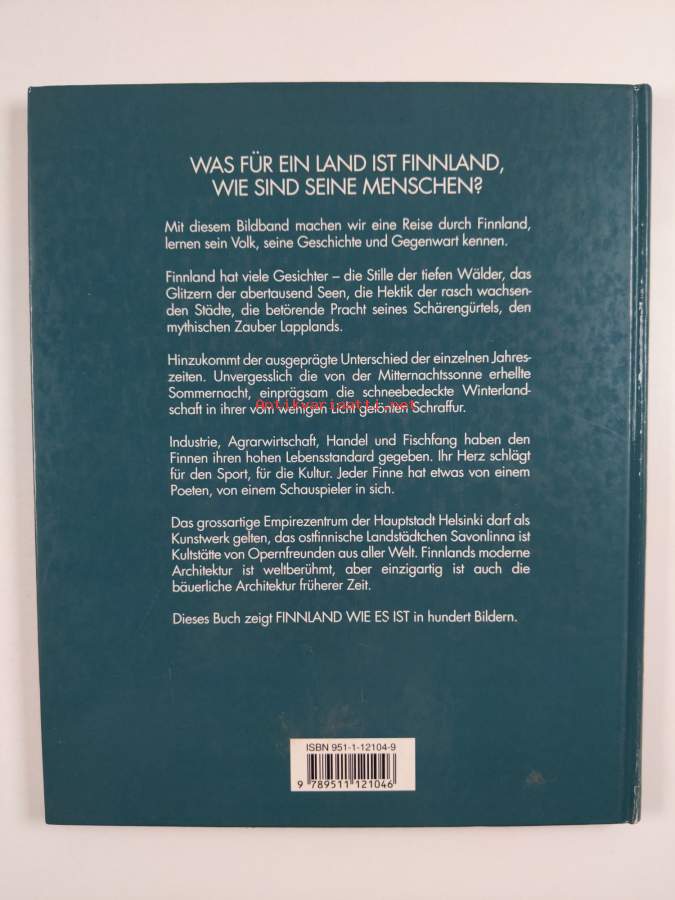 WAS FÜR EIN LAND IST FINNLAND,
WIE SIND SEINE MENSCHEN?
Mit diesem Bildband machen wir eine Reise durch Finnland,
lernen sein Volk, seine Geschichte und Gegenwart kennen.
Finnland hat viele Gesichter – die Stille der tiefen Wälder, das
Glitzern der abertausend Seen, die Hektik der rasch wachsen-
den Städte, die betörende Pracht seines Schärengürtels, den
mythischen Zauber Lapplands.
Hinzukommt der ausgeprägte Unterschied der einzelnen Jahres-
zeiten. Unvergesslich die von der Mitternachtssonne erhellte
Sommernacht, einprägsam die schneebedeckte Winterland-
Antikvariaatti.net
schaft in ihrer vom wenigen Licht getönten Schraffur.
Industrie, Agrarwirtschaft, Handel und Fischfang haben den
Finnen ihren hohen Lebensstandard gegeben. Ihr Herz schlägt
für den Sport, für die Kultur. Jeder Finne hat etwas von einem
Poeten, von einem Schauspieler in sich.
Das grossartige Empirezentrum der Hauptstadt Helsinki darf als
Kunstwerk gelten, das ostfinnische Landstädtchen Savonlinna ist
Kultstätte von Opernfreunden aus aller Welt. Finnlands moderne
Architektur ist weltberühmt, aber einzigartig ist auch die
bäuerliche Architektur früherer Zeit.
Dieses Buch zeigt FINNLAND WIE ES IST in hundert Bildern.
ISBN 951-1-12104-9
9 789511 121046